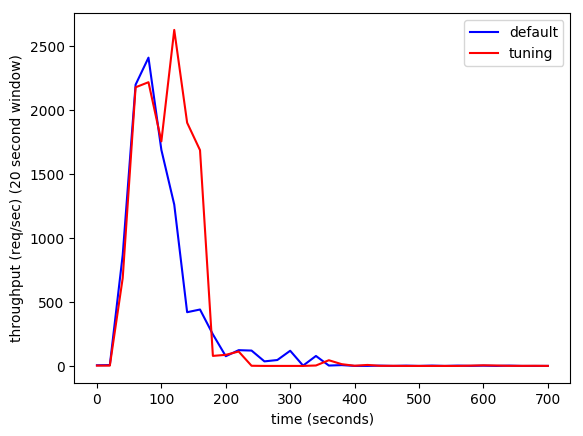 default
tuning
throughput (req/sec) (20 second window)
2500
2000
1500
1000
500
0
0 100 200 300 400 500 600 700
time (seconds)